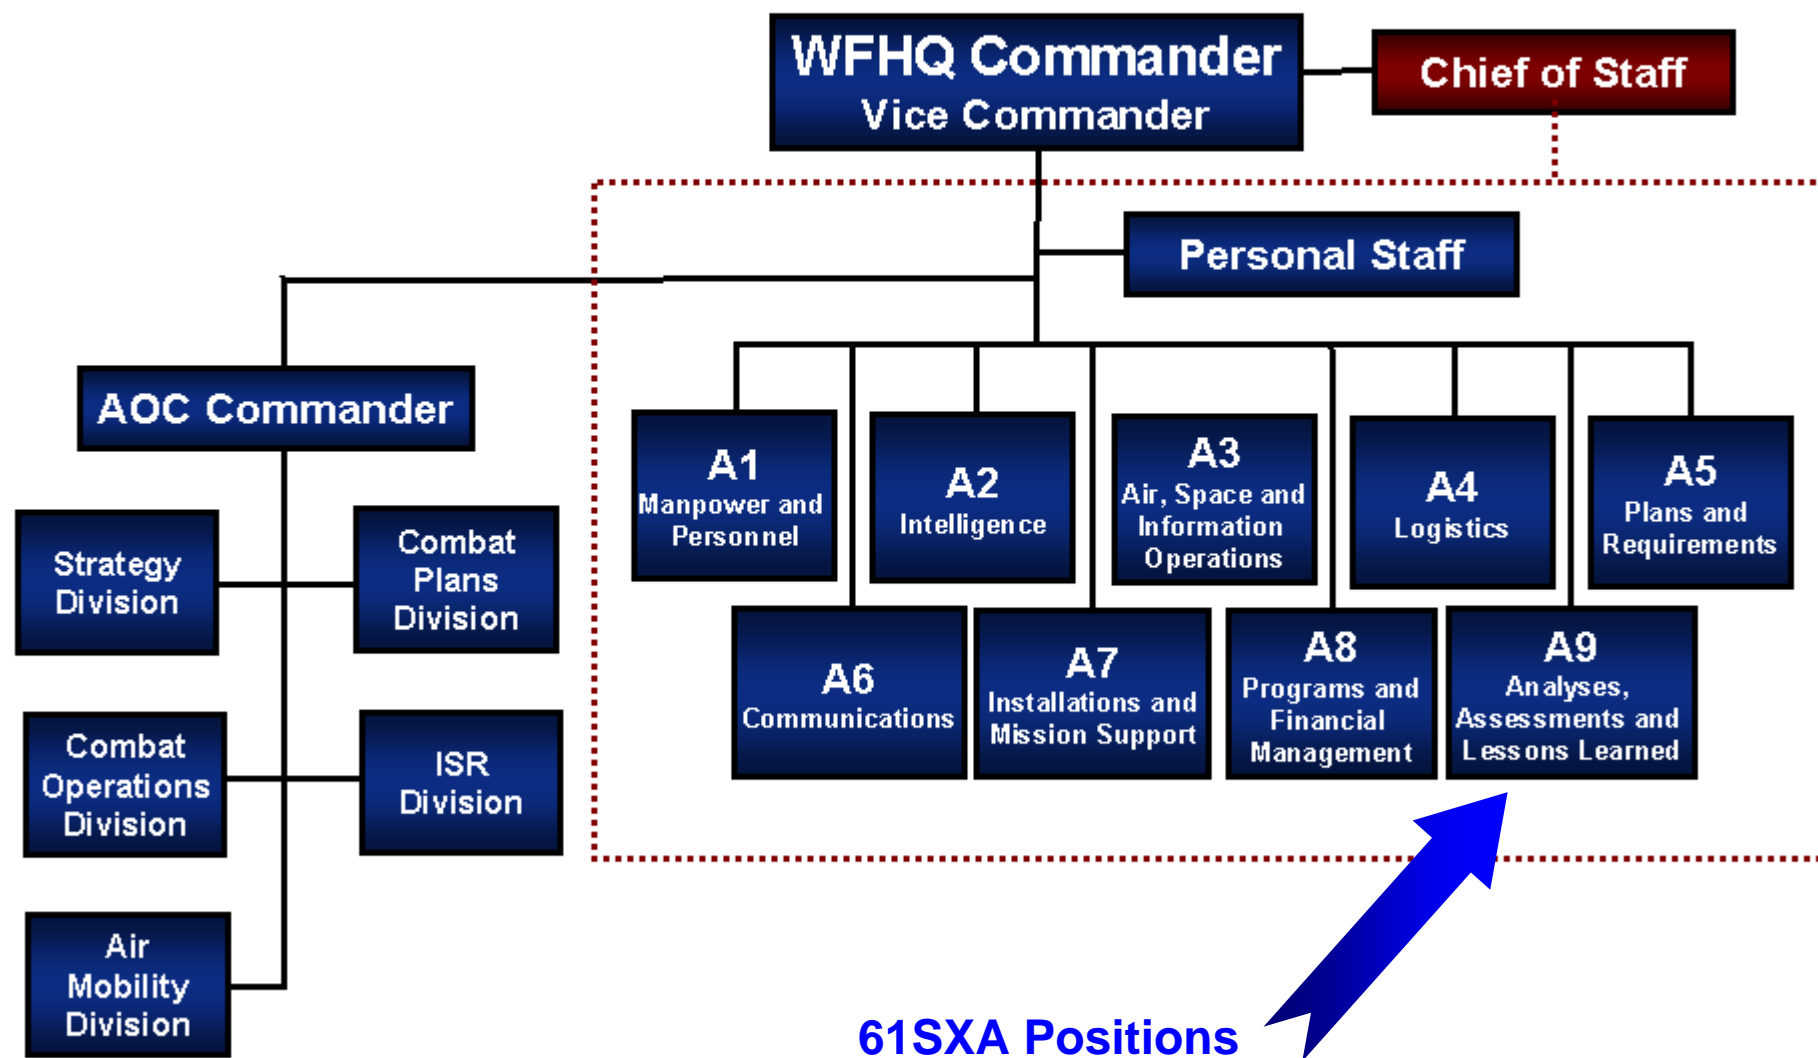 WFHQ Commander
Vice Commander
Chief of Staff
Personal Staff
AOC Commander
Strategy
Division
Combat
Plans
Division
Combat
Operations
Division
ISR
Division
Air
Mobility
Division
A1
Manpower and
Personnel
A2
Intelligence
A3
Air, Space and
Information
Operations
A4
Logistics
A5
Plans and
Requirements
A6
Communications
A7
Installations and
Mission Support
A8
Programs and
Financial
Management
A9
Analyses,
Assessments and
Lessons Learned
61SXA Positions